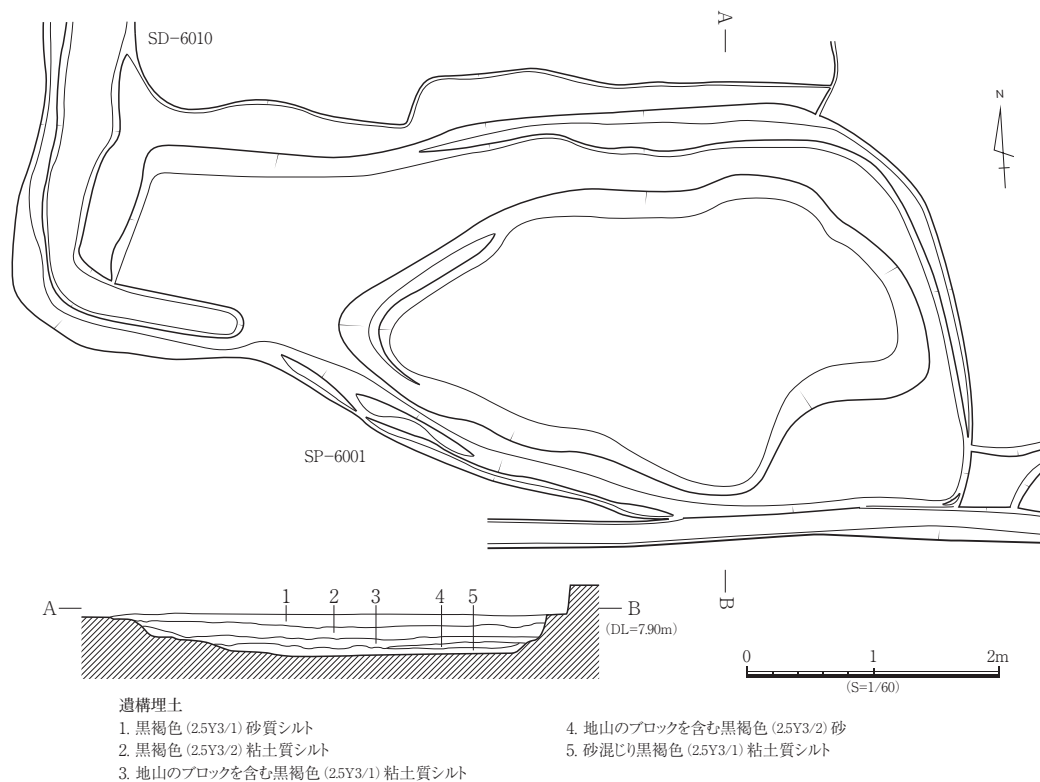 SD-6010
A
N
SP-6001
A
1
2
3
4
5
B
(DL=7.90m)
B
0
1
2m
(S=1/60)
遺構埋土
1. 黒褐色 (2.5Y3/1) 砂質シルト
2. 黒褐色 (2.5Y3/2) 粘土質シルト
3. 地山のブロックを含む黒褐色 (2.5Y3/1) 粘土質シルト
4. 地山のブロックを含む黒褐色 (2.5Y3/2) 砂
5. 砂混じり黒褐色 (2.5Y3/1) 粘土質シルト